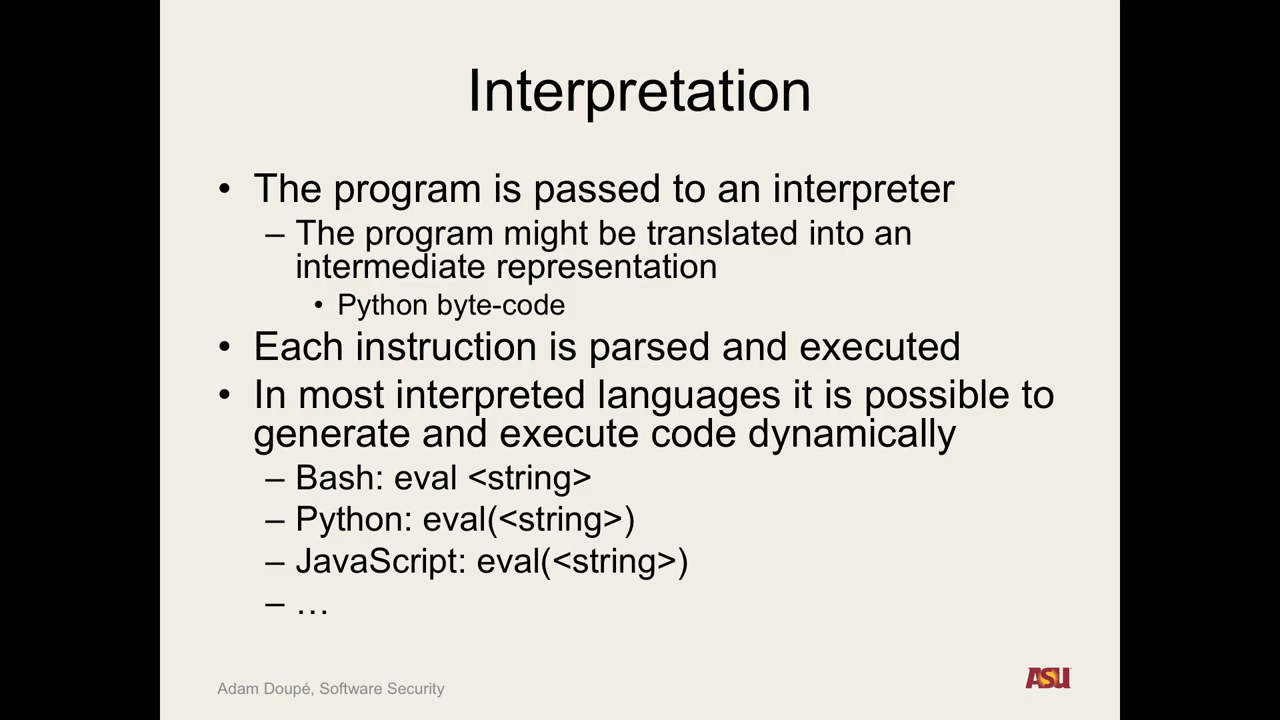 Interpretation
• The program is passed to an interpreter
– The program might be translated into an
intermediate representation
• Python byte-code
• Each instruction is parsed and executed
• In most interpreted languages it is possible to
generate and execute code dynamically
– Bash: eval <string>
– Python: eval(<string>)
– JavaScript: eval(<string>)
– …
Adam Doupé, Software Security
ASU